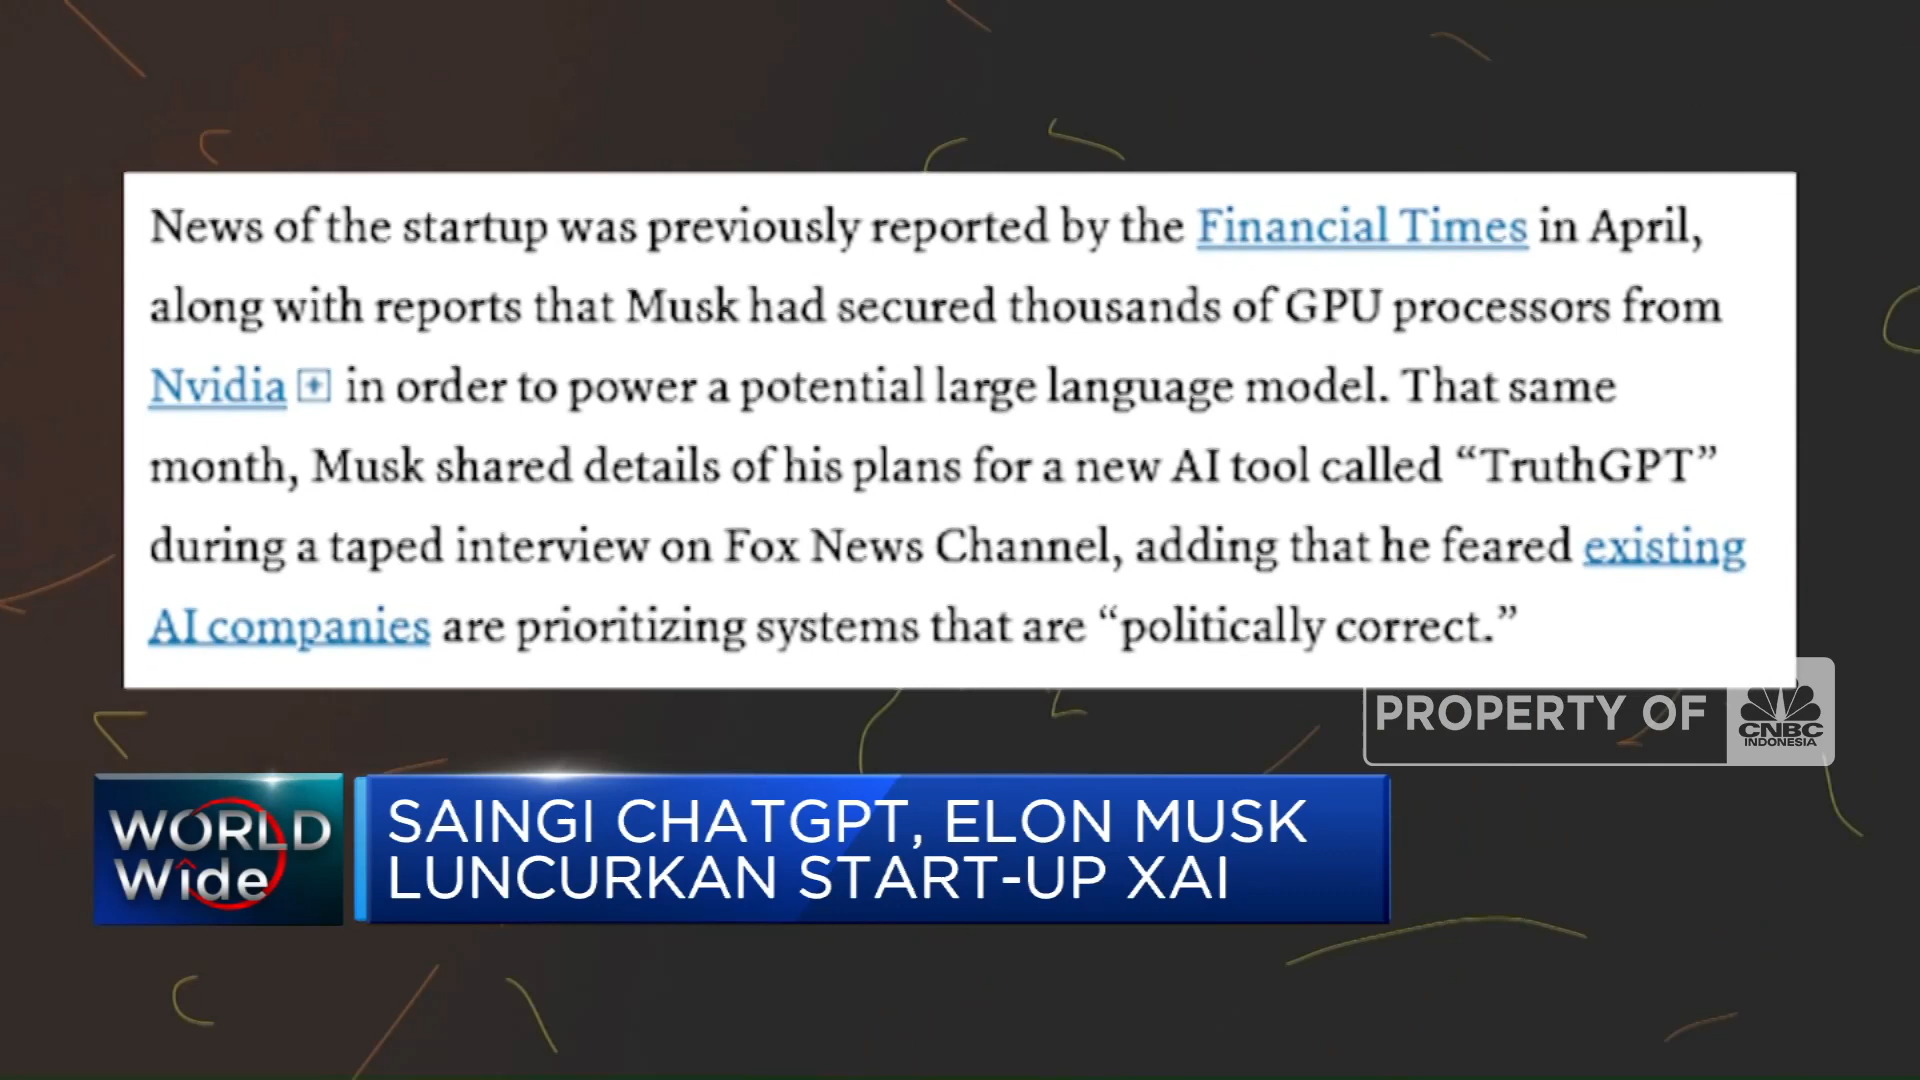 News of the startup was previously reported by the Financial Times in April,
along with reports that Musk had secured thousands of GPU processors from
Nvidia in order to power a potential large language model. That same
month, Musk shared details of his plans for a new AI tool called “TruthGPT”
during a taped interview on Fox News Channel, adding that he feared existing
AI companies are prioritizing systems that are “politically correct.”
PROPERTY OF
CNBC
INDONESIA
WORLD
Wide
SAINGI CHATGPT, ELON MUSK
LUNCURKAN START-UP XAI